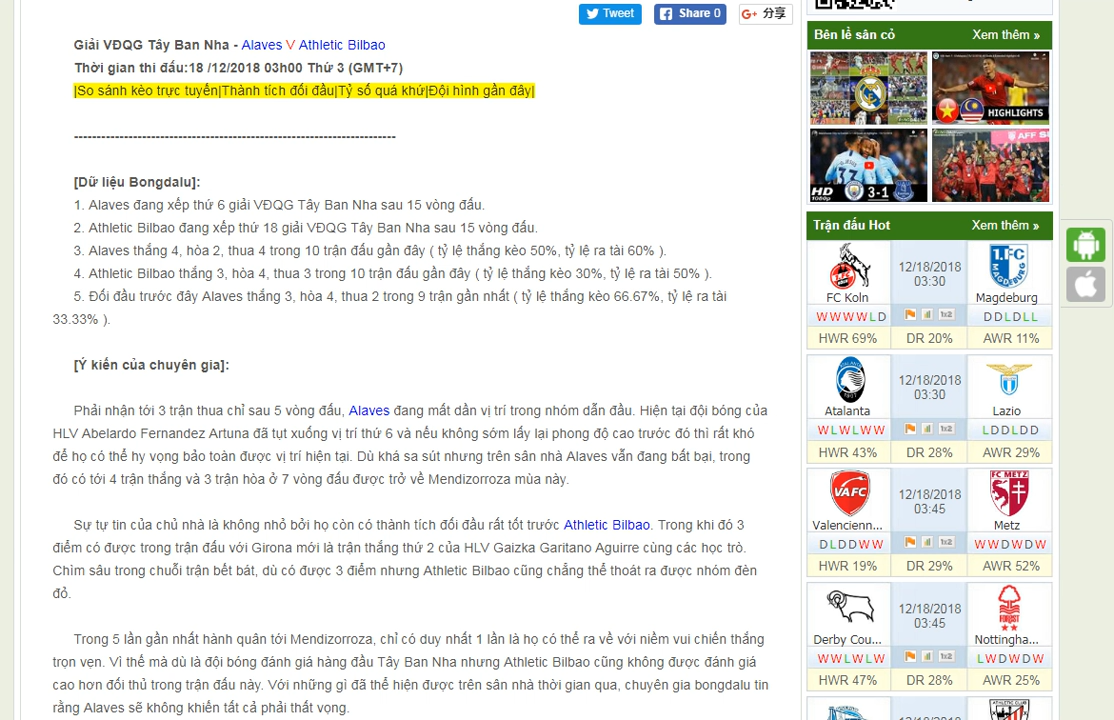 Tweet
Share 0
G+ 分享
Giải VĐQG Tây Ban Nha - Alaves V Athletic Bilbao
Thời gian thi đấu:18 /12/2018 03h00 Thứ 3 (GMT+7)
|So sánh kèo trực tuyến|Thành tích đối đầu|Tỷ số quá khứ|Đội hình gần đây|
-----------------------------------------------------------------------
[Dữ liệu Bongdalu]:
1. Alaves đang xếp thứ 6 giải VĐQG Tây Ban Nha sau 15 vòng đấu.
2. Athletic Bilbao đang xếp thứ 18 giải VĐQG Tây Ban Nha sau 15 vòng đấu.
3. Alaves thắng 4, hòa 2, thua 4 trong 10 trận đấu gần đây ( tỷ lệ thắng kèo 50%, tỷ lệ ra tài 60% ).
4. Athletic Bilbao thắng 3, hòa 4, thua 3 trong 10 trận đấu gần đây ( tỷ lệ thắng kèo 30%, tỷ lệ ra tài 50% ).
5. Đối đầu trước đây Alaves thắng 3, hòa 4, thua 2 trong 9 trận gần nhất ( tỷ lệ thắng kèo 66.67%, tỷ lệ ra tài
33.33% ).
[Ý kiến của chuyên gia]:
Phải nhận tới 3 trận thua chỉ sau 5 vòng đấu, Alaves đang mất dần vị trí trong nhóm dẫn đầu. Hiện tại đội bóng của
HLV Abelardo Fernandez Artuna đã tụt xuống vị trí thứ 6 và nếu không sớm lấy lại phong độ cao trước đó thì rất khó
để họ có thể hy vọng bảo toàn được vị trí hiện tại. Dù khá sa sút nhưng trên sân nhà Alaves vẫn đang bất bại, trong
đó có tới 4 trận thắng và 3 trận hòa ở 7 vòng đấu được trở về Mendizorroza mùa này.
Sự tự tin của chủ nhà là không nhỏ bởi họ còn có thành tích đối đầu rất tốt trước Athletic Bilbao. Trong khi đó 3
điểm có được trong trận đấu với Girona mới là trận thắng thứ 2 của HLV Gaizka Garitano Aguirre cùng các học trò.
Chìm sâu trong chuỗi trận bết bát, dù có được 3 điểm nhưng Athletic Bilbao cũng chẳng thể thoát ra được nhóm đèn
đỏ.
Trong 5 lần gần nhất hành quân tới Mendizorroza, chỉ có duy nhất 1 lần là họ có thể ra về với niềm vui chiến thắng
trọn vẹn. Vì thế mà dù là đội bóng đánh giá hàng đầu Tây Ban Nha nhưng Athletic Bilbao cũng không được đánh giá
cao hơn đối thủ trong trận đấu này. Với những gì đã thể hiện được trên sân nhà thời gian qua, chuyên gia bongdalu tin
rằng Alaves sẽ không khiến tất cả phải thất vọng.
Bên lề sân cỏ Xem thêm »
HIGHLIGHTS
HD 1080p 3-1
AFF SU
Trận đấu Hot Xem thêm »
1.FC MAGDEBURG
12/18/2018
03:30
FC Koln Magdeburg
WWWWLD 1x2 DDLDLL
HWR 69% DR 20% AWR 11%
12/18/2018
03:30
Atalanta Lazio
WLWLWW 1x2 LDDLDD
HWR 43% DR 28% AWR 29%
VAFC FC METZ
12/18/2018
03:45
Valencienn... Metz
DLDDWW 1x2 WWDWDW
HWR 19% DR 29% AWR 52%
12/18/2018
03:45
Derby Cou... Nottingha...
WWLWLW 1x2 LWDWDW
HWR 47% DR 28% AWR 25%